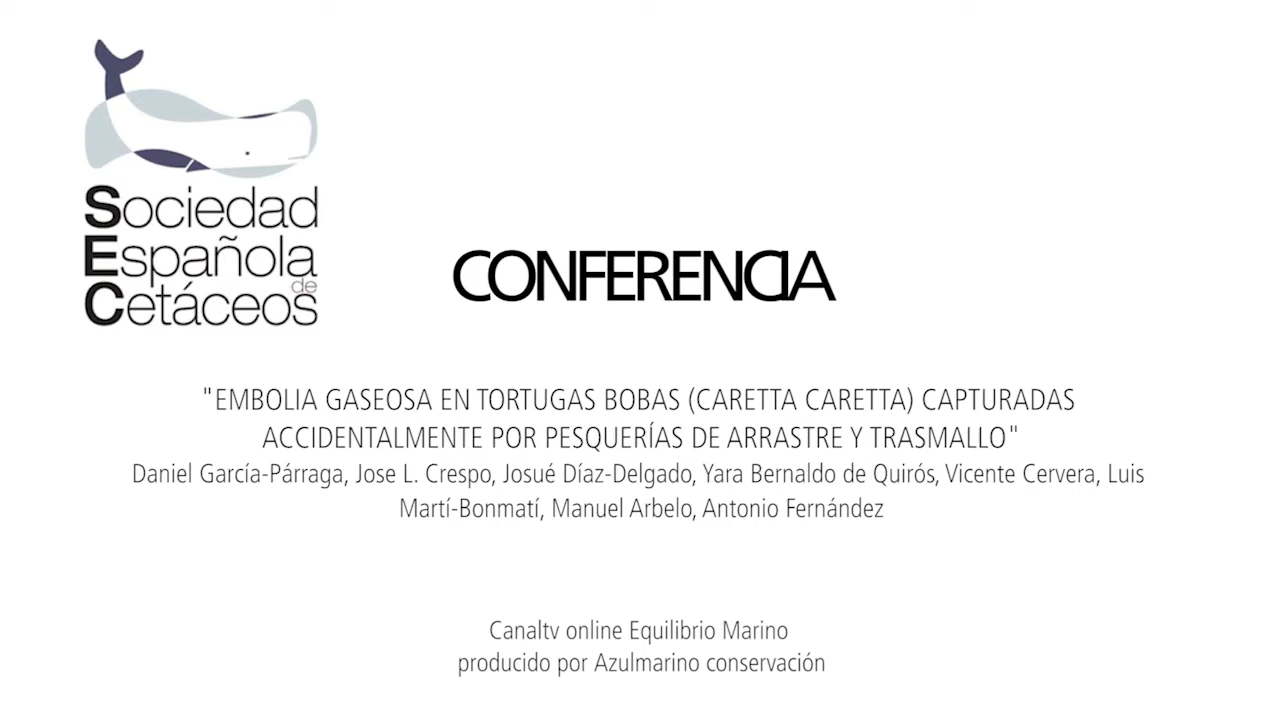 Sociedad
Española
de
Cetáceos
CONFERENCIA
"EMBOLIA GASEOSA EN TORTUGAS BOBAS (CARETTA CARETTA) CAPTURADAS
ACCIDENTALMENTE POR PESQUERÍAS DE ARRASTRE Y TRASMALLO"
Daniel García-Párraga, Jose L. Crespo, Josué Díaz-Delgado, Yara Bernaldo de Quirós, Vicente Cervera, Luis
Martí-Bonmatí, Manuel Arbelo, Antonio Fernández
Canaltv online Equilibrio Marino
producido por Azulmarino conservación